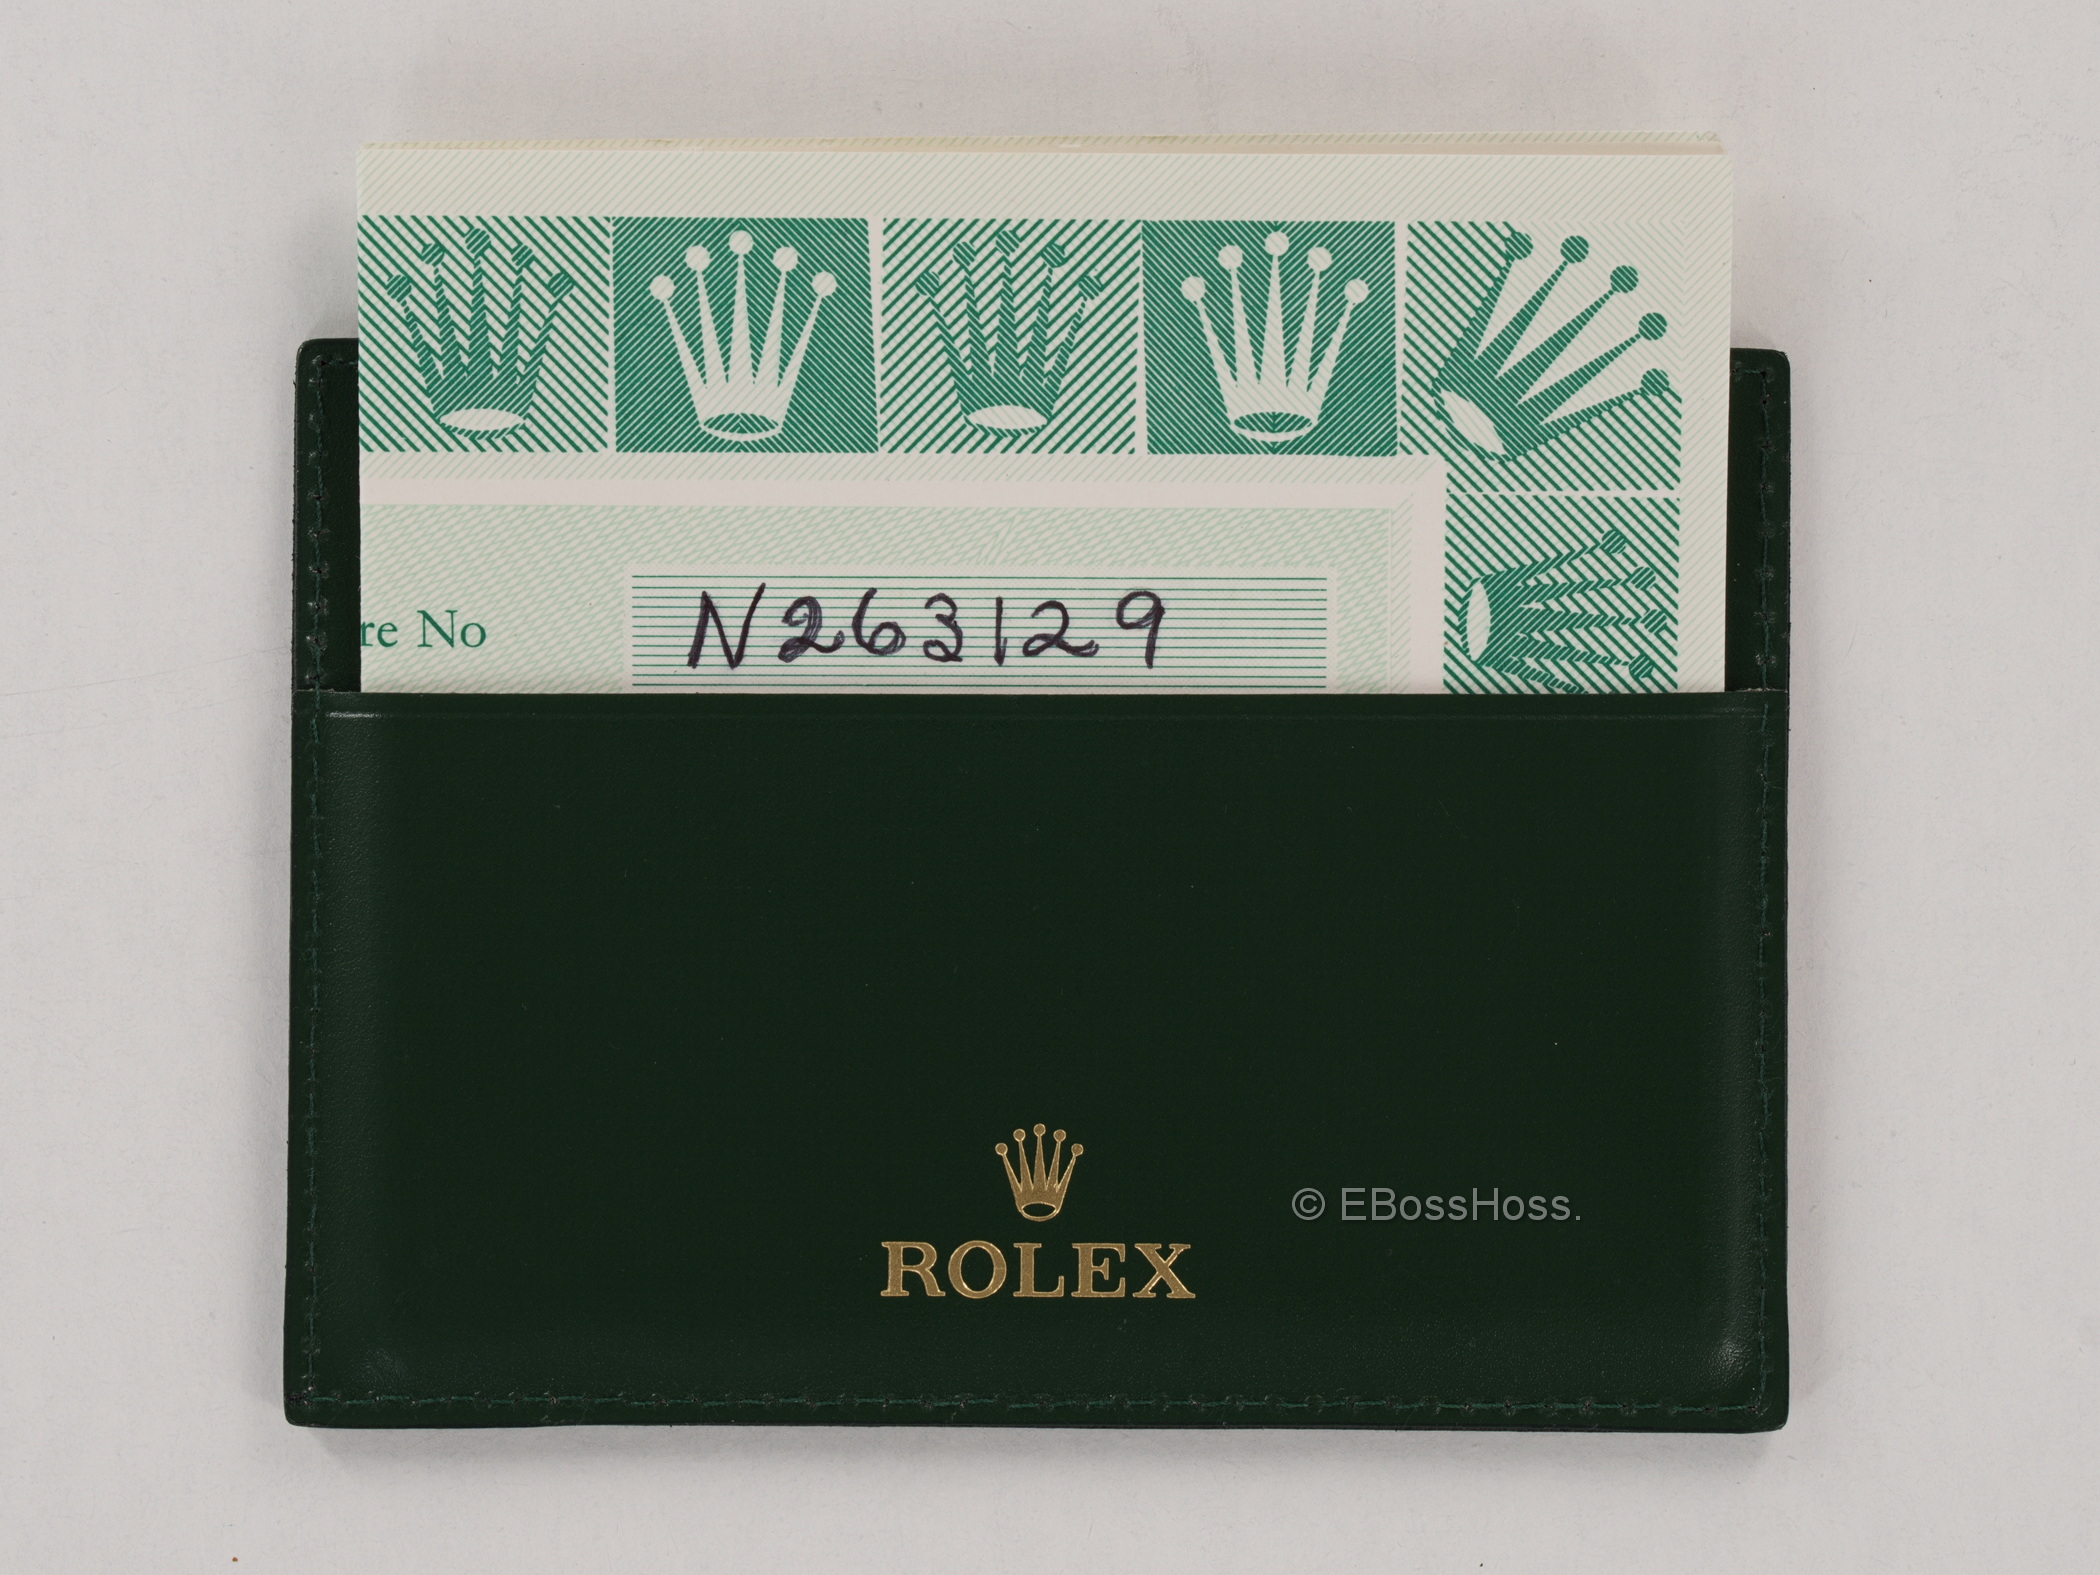 re No
N263129
© EBossHoss.
ROLEX